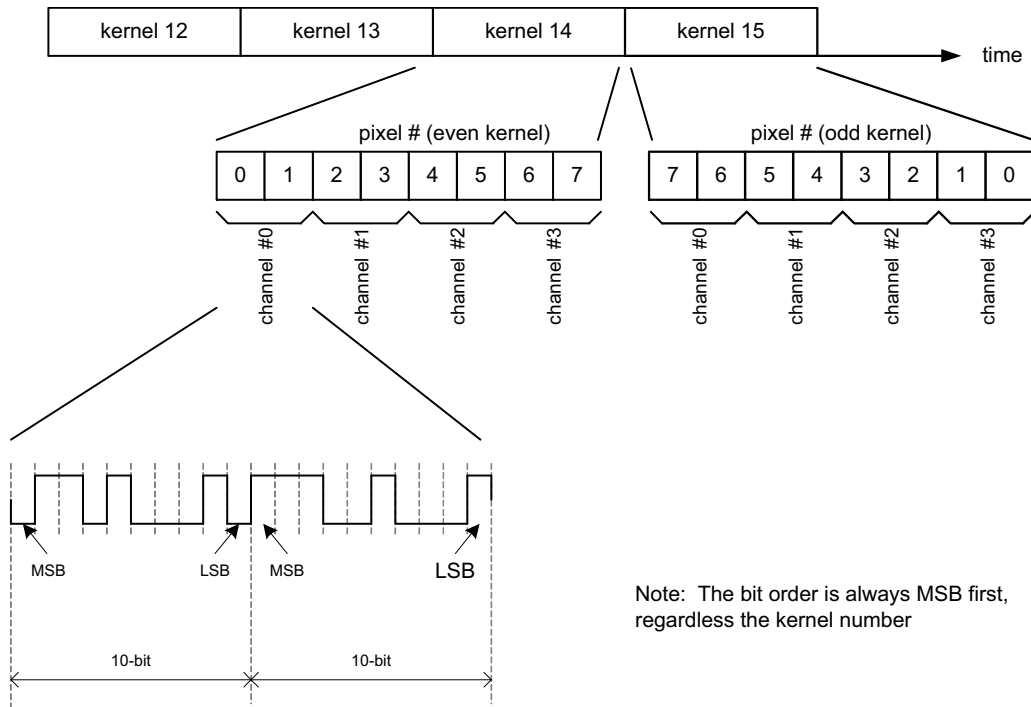 kernel 12 kernel 13 kernel 14 kernel 15
time
pixel # (even kernel) pixel # (odd kernel)
0 1 2 3 4 5 6 7 7 6 5 4 3 2 1 0
channel #0 channel #1 channel #2 channel #3 channel #0 channel #1 channel #2 channel #3
MSB LSB MSB LSB
Note: The bit order is always MSB first,
regardless the kernel number
10-bit 10-bit